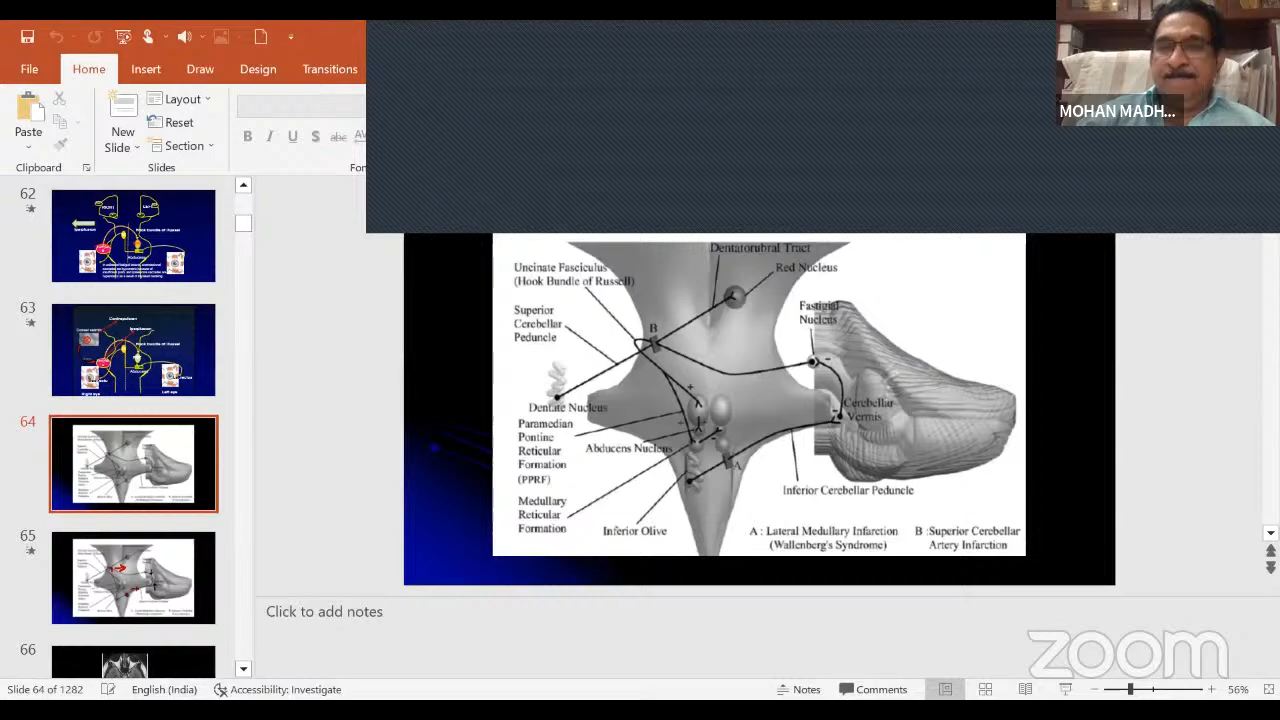 MOHAN MADH...
File
Home
Insert
Draw
Design
Transitions
Paste
New
Slide
Layout
Reset
Section
B I U S abc AV
Clipboard
Slides
Fon
62
63
64
65
66
Dentatorubral Tract
Uncinate Fasciculus
(Hook Bundle of Russell)
Red Nucleus
Superior
Cerebellar
Peduncle
B
Fastigial
Nucleus
Dentate Nucleus
Cerebellar
Vermis
Paramedian
Pontine
Reticular
Formation
(PPRF)
Abducens Nucleus
A
Medullary
Reticular
Formation
Inferior Olive
Inferior Cerebellar Peduncle
A : Lateral Medullary Infarction
(Wallenberg's Syndrome)
B :Superior Cerebellar
Artery Infarction
Click to add notes
zoom
Slide 64 of 1282
English (India)
Accessibility: Investigate
Notes
Comments
56%